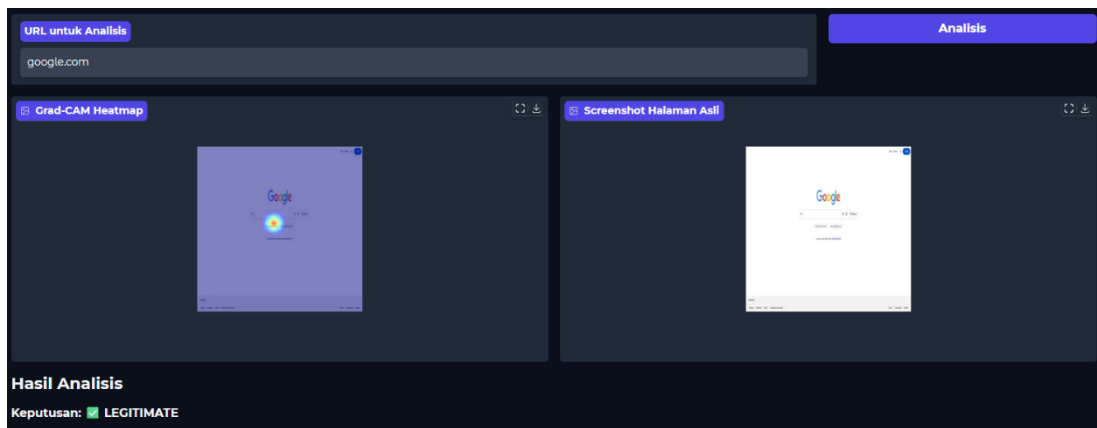 URL untuk Analisis
Analisis
google.com
Grad-CAM Heatmap
Screenshot Halaman Asli
Google
Google
Hasil Analisis
Keputusan: ✅ LEGITIMATE